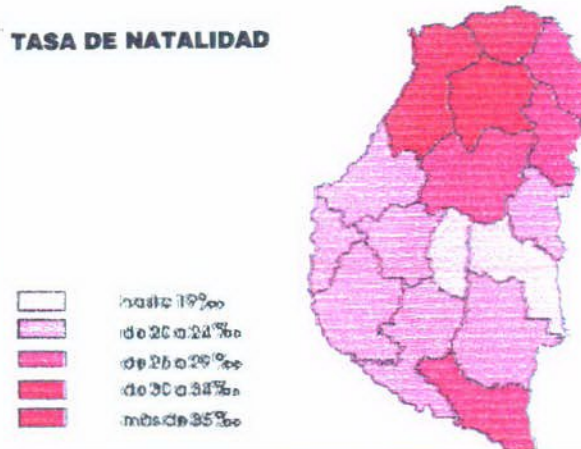 TASA DE NATALIDAD
hasta 19‰
de 20 a 24‰
de 25 a 29‰
de 30 a 34‰
más de 35‰